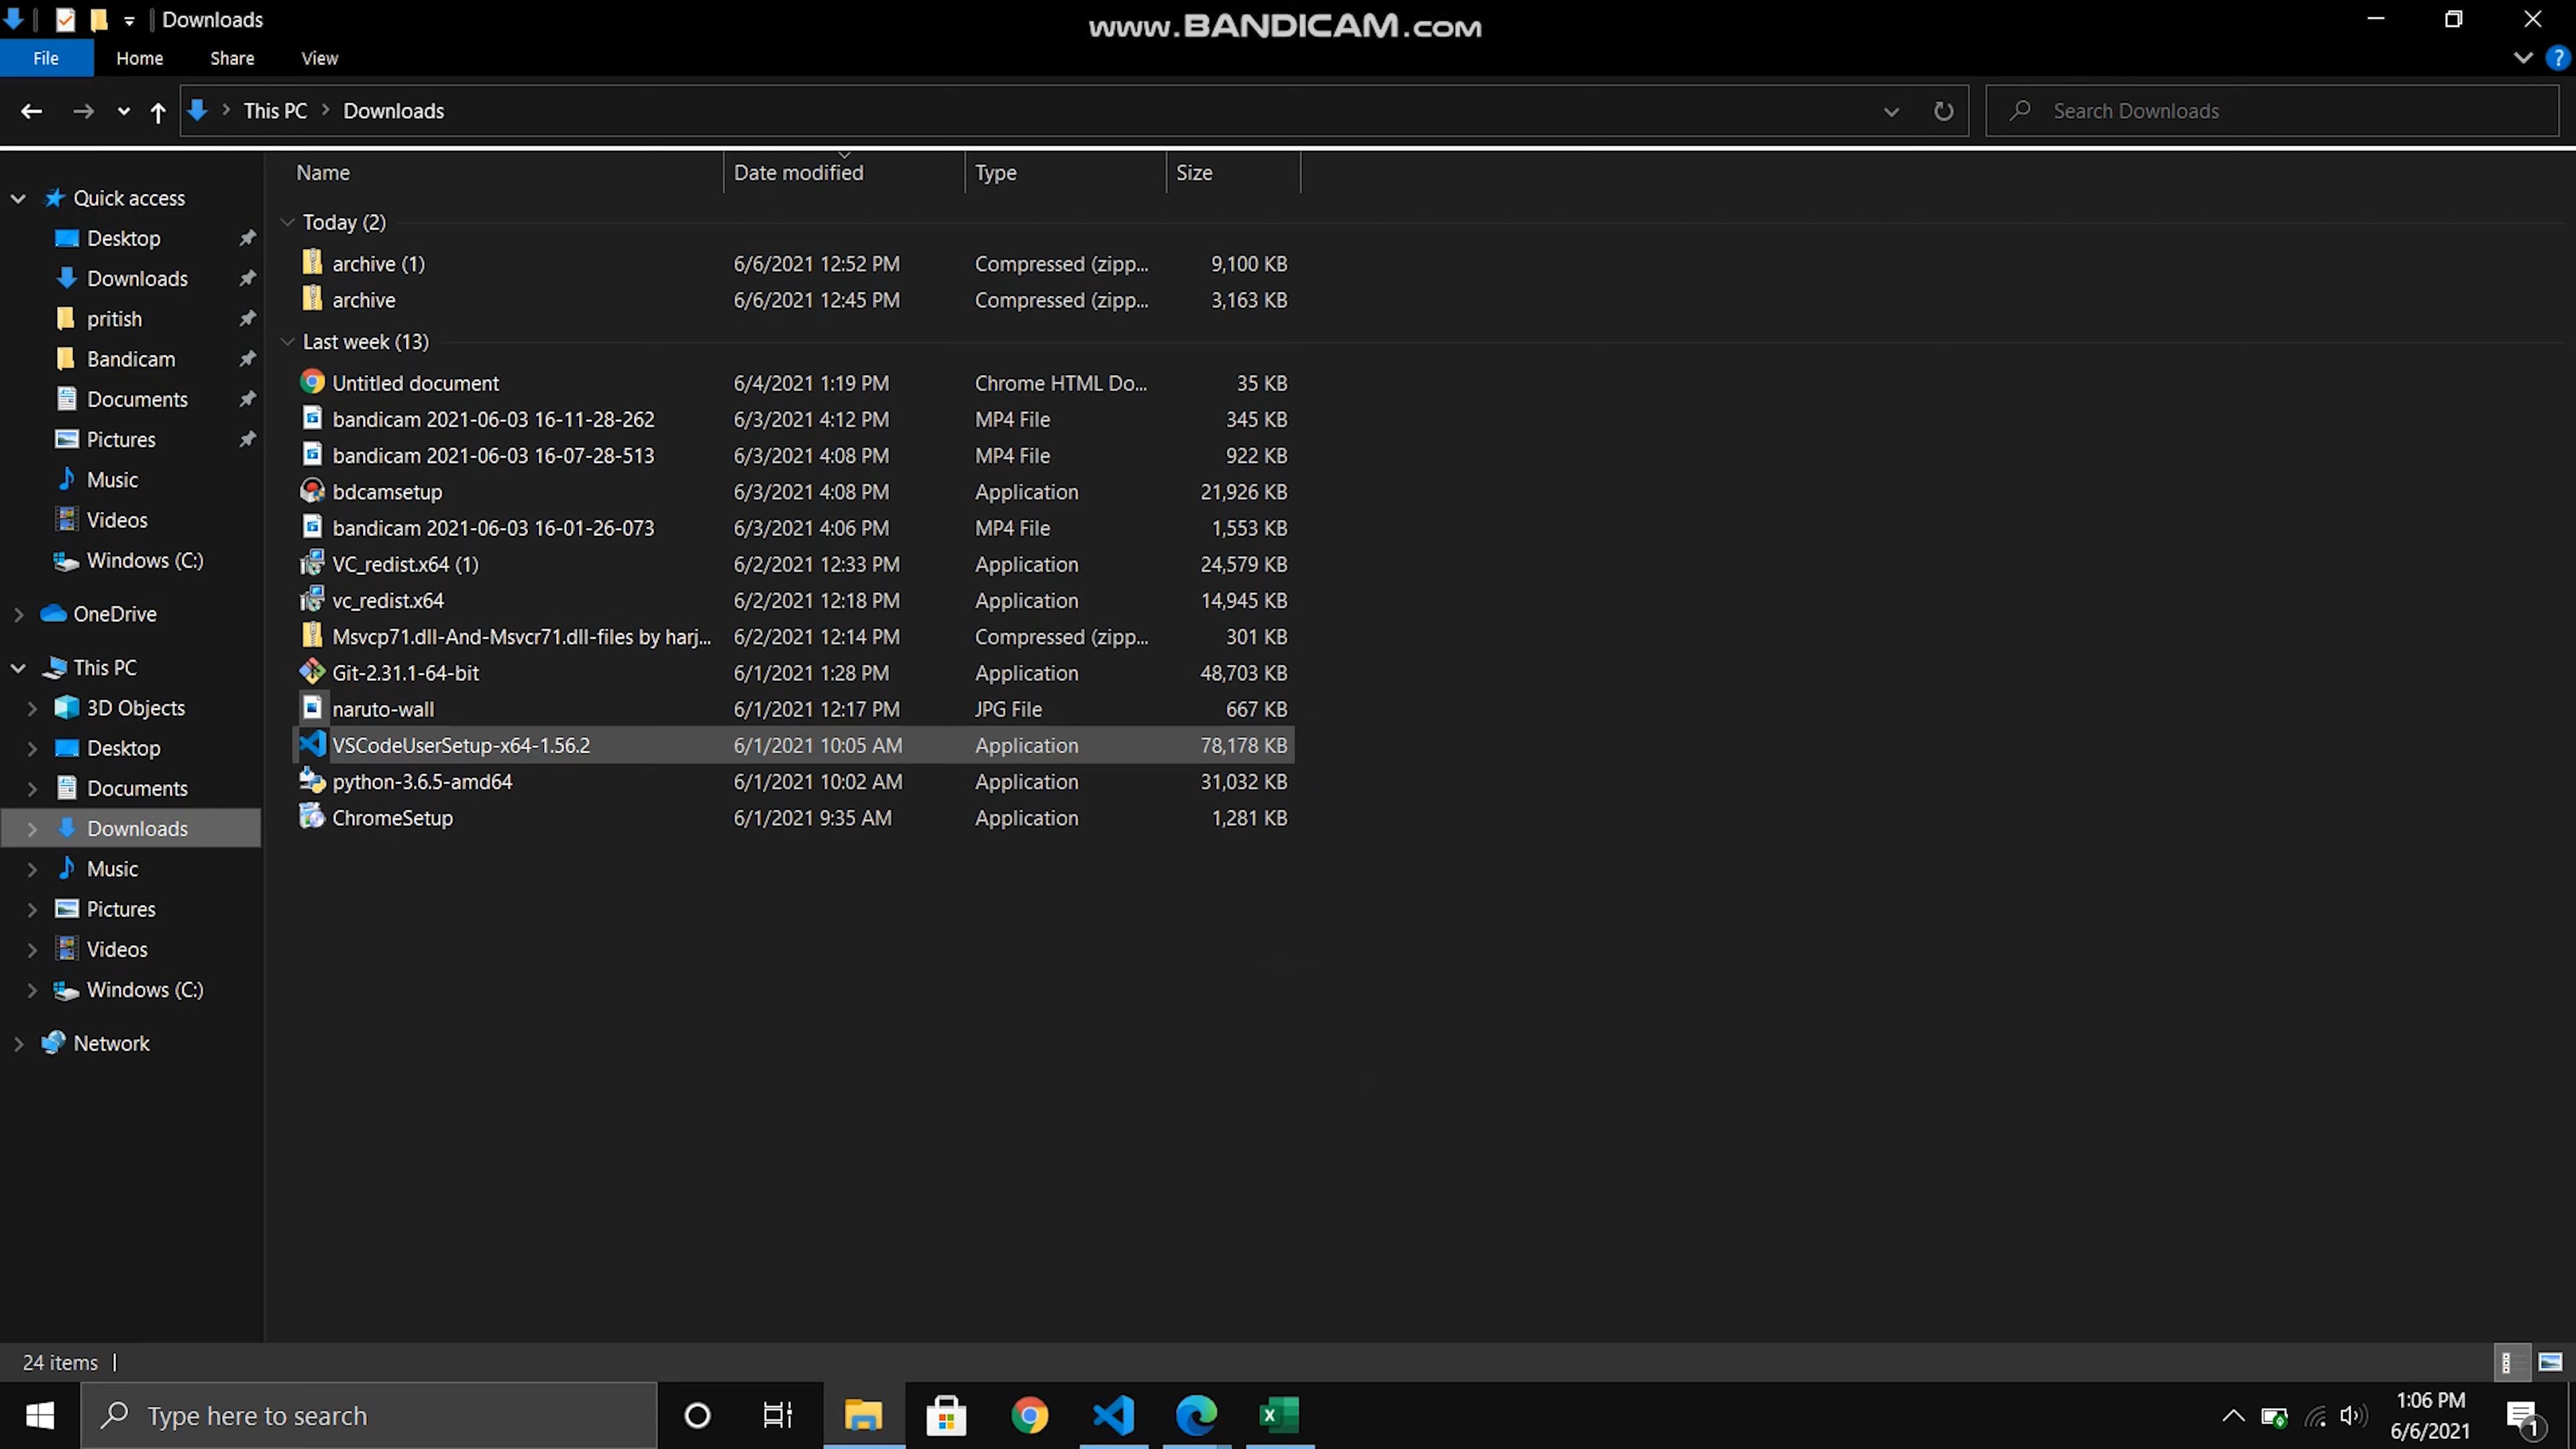 Downloads
www.BANDICAM.com
File Home Share View
This PC Downloads
Search Downloads
Name Date modified Type Size
Quick access
Desktop
Downloads
pritish
Bandicam
Documents
Pictures
Music
Videos
Windows (C:)
OneDrive
This PC
3D Objects
Desktop
Documents
Downloads
Music
Pictures
Videos
Windows (C:)
Network
Today (2)
archive (1) 6/6/2021 12:52 PM Compressed (zipp... 9,100 KB
archive 6/6/2021 12:45 PM Compressed (zipp... 3,163 KB
Last week (13)
Untitled document 6/4/2021 1:19 PM Chrome HTML Do... 35 KB
bandicam 2021-06-03 16-11-28-262 6/3/2021 4:12 PM MP4 File 345 KB
bandicam 2021-06-03 16-07-28-513 6/3/2021 4:08 PM MP4 File 922 KB
bdcamsetup 6/3/2021 4:08 PM Application 21,926 KB
bandicam 2021-06-03 16-01-26-073 6/3/2021 4:06 PM MP4 File 1,553 KB
VC_redist.x64 (1) 6/2/2021 12:33 PM Application 24,579 KB
vc_redist.x64 6/2/2021 12:18 PM Application 14,945 KB
Msvcp71.dll-And-Msvcr71.dll-files by harj... 6/2/2021 12:14 PM Compressed (zipp... 301 KB
Git-2.31.1-64-bit 6/1/2021 1:28 PM Application 48,703 KB
naruto-wall 6/1/2021 12:17 PM JPG File 667 KB
VSCodeUserSetup-x64-1.56.2 6/1/2021 10:05 AM Application 78,178 KB
python-3.6.5-amd64 6/1/2021 10:02 AM Application 31,032 KB
ChromeSetup 6/1/2021 9:35 AM Application 1,281 KB
24 items
Type here to search
1:06 PM
6/6/2021
1